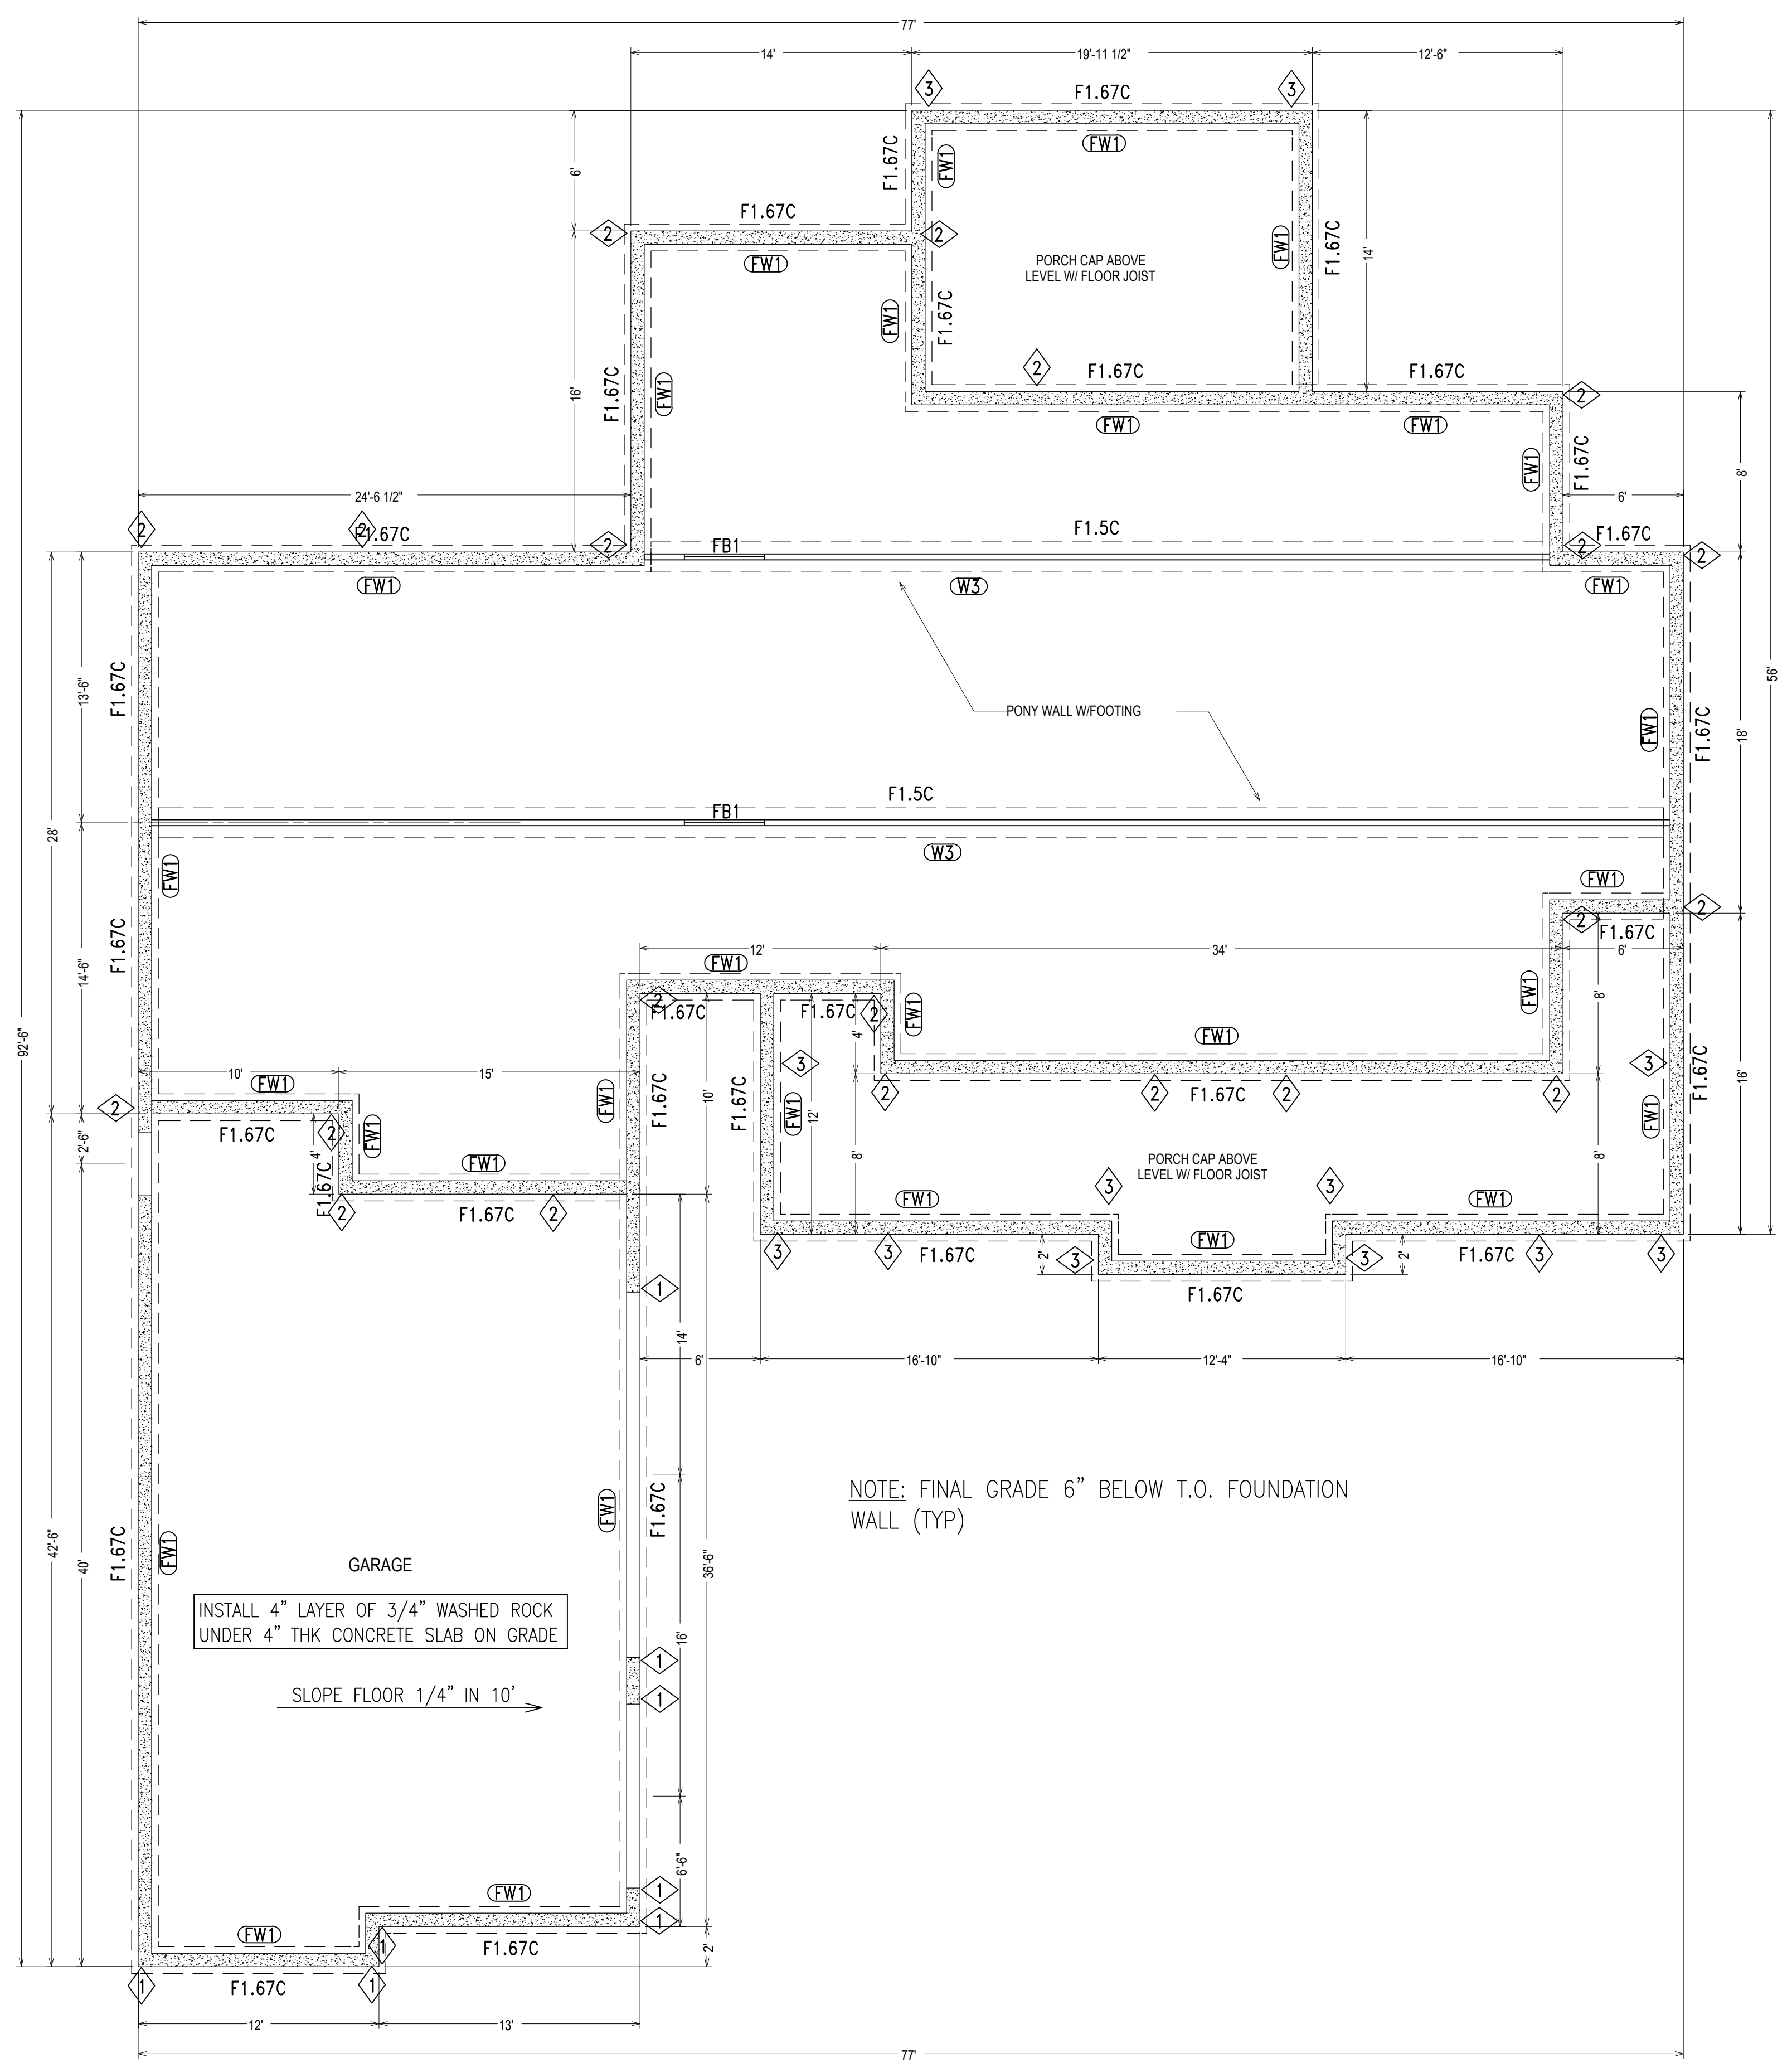 77'
14'
19'-11 1/2"
12'-6"
3
F1.67C
3
FW1
F1.67C
FW1
6'
F1.67C
2
2
FW1
FW1
F1.67C
14'
PORCH CAP ABOVE
LEVEL W/ FLOOR JOIST
FW1
F1.67C
2
F1.67C
F1.67C
2
16'
F1.67C
FW1
FW1
FW1
FW1
F1.67C
8'
24'-6 1/2"
6'
2
2
F1.67C
2
FB1
F1.5C
2
F1.67C
2
FW1
W3
FW1
F1.67C
13'-6"
PONY WALL W/FOOTING
FW1
F1.67C
18'
56'
F1.5C
FB1
28'
W3
FW1
FW1
2
2
F1.67C
F1.67C
12'
34'
6'
14'-6"
FW1
2
F1.67C
F1.67C
2
FW1
4'
FW1
8'
92'-6"
FW1
3
3
F1.67C
10'
15'
FW1
FW1
F1.67C
F1.67C
10'
FW1
12'
2
2
2
F1.67C
2
2
16'
2
F1.67C
2
FW1
FW1
2'-6"
4'
F1.67C
FW1
8'
PORCH CAP ABOVE
LEVEL W/ FLOOR JOIST
8'
2
F1.67C
2
3
3
FW1
FW1
FW1
3
3
F1.67C
3
2'
3
2'
F1.67C
3
3
1
F1.67C
14'
6'
16'-10"
12'-4"
16'-10"
NOTE: FINAL GRADE 6” BELOW T.O. FOUNDATION
WALL (TYP)
42'-6"
40'
F1.67C
FW1
GARAGE
FW1
F1.67C
36'-6"
INSTALL 4” LAYER OF 3/4” WASHED ROCK
UNDER 4” THK CONCRETE SLAB ON GRADE
16'
1
SLOPE FLOOR 1/4” IN 10'
1
6'-6"
FW1
1
1
FW1
1
F1.67C
2'
1
F1.67C
1
12'
13'
77'